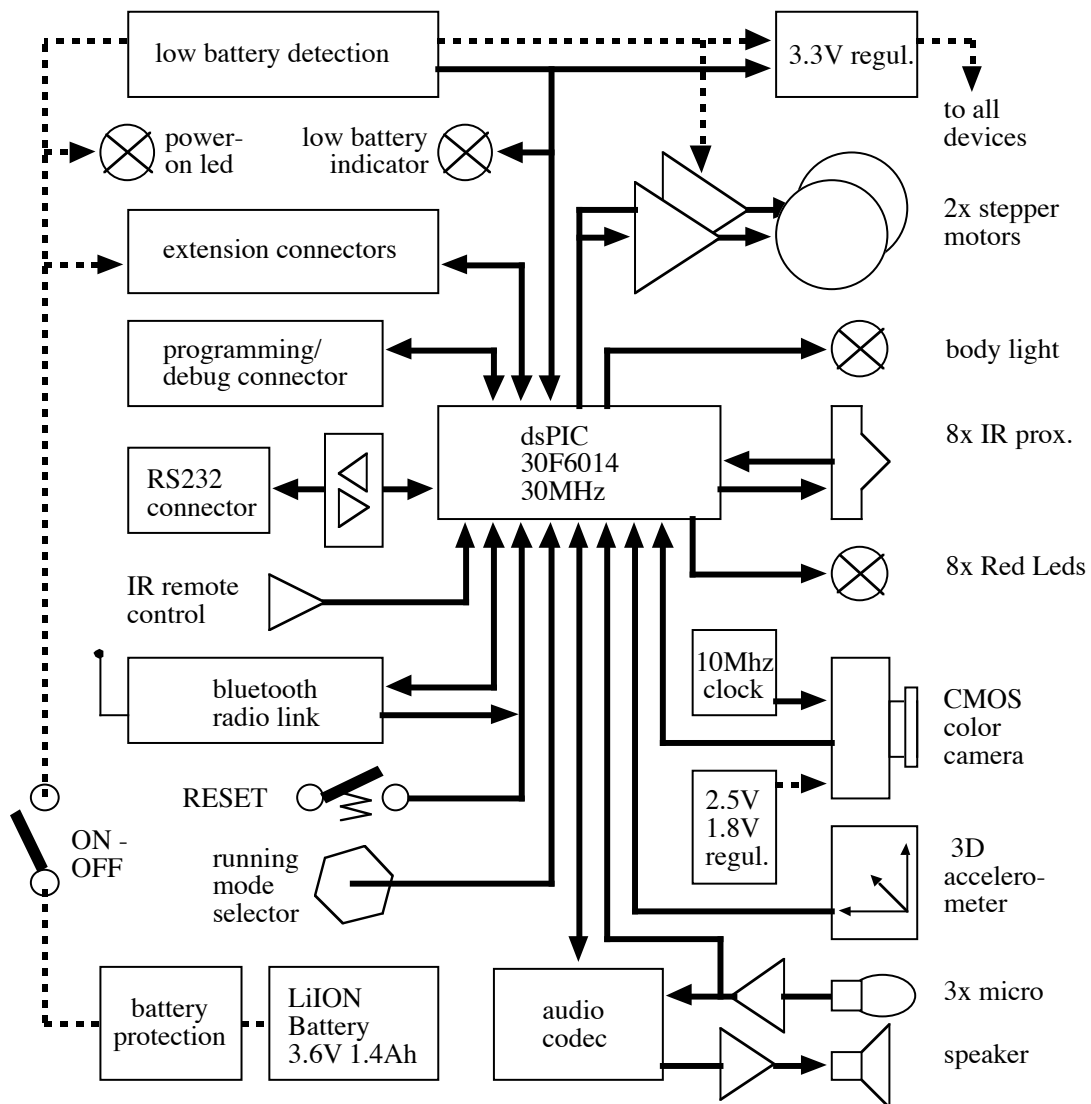 low battery detection
3.3V regul.
to all
devices
power-
on led
low battery
indicator
2x stepper
motors
extension connectors
programming/
debug connector
body light
dsPIC
30F6014
30MHz
8x IR prox.
RS232
connector
8x Red Leds
IR remote
control
10Mhz
clock
bluetooth
radio link
CMOS
color
camera
RESET
2.5V
1.8V
regul.
ON -
OFF
running
mode
selector
3D
accelero-
meter
battery
protection
LiION
Battery
3.6V 1.4Ah
audio
codec
3x micro
speaker